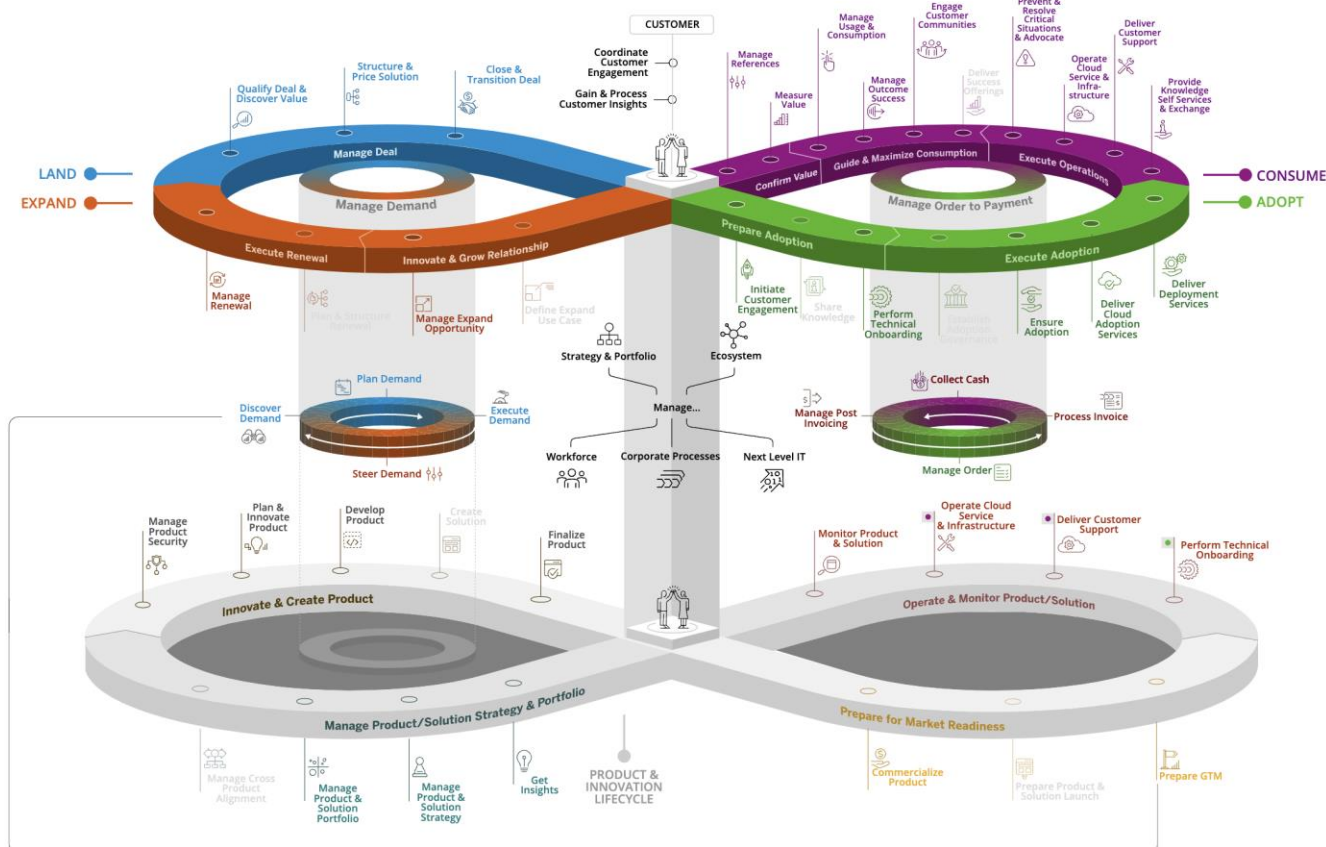 CUSTOMER
Coordinate
Customer
Engagement
Gain & Process
Customer Insights
LAND
EXPAND
CONSUME
ADOPT
Qualify Deal &
Discover Value
Structure &
Price Solution
Close &
Transition Deal
Manage Deal
Manage Demand
Execute Renewal
Innovate & Grow Relationship
Manage
Renewal
Plan & Structure
Renewal
Manage Expand
Opportunity
Define Expand
Use Case
Manage
References
Measure
Value
Manage
Usage &
Consumption
Manage
Outcome
Success
Engage
Customer
Communities
Deliver
Success
Offerings
Prevent &
Resolve
Critical
Situations
& Advocate
Operate
Cloud
Service &
Infra-
structure
Deliver
Customer
Support
Provide
Knowledge
Self Services
& Exchange
Confirm Value
Guide & Maximize Consumption
Execute Operations
Manage Order to Payment
Prepare Adoption
Execute Adoption
Initiate
Customer
Engagement
Share
Knowledge
Perform
Technical
Onboarding
Adoption
Governance
Ensure
Adoption
Deliver
Cloud
Adoption
Services
Deliver
Deployment
Services
Strategy & Portfolio
Ecosystem
Manage...
Workforce
Corporate Processes
Next Level IT
Plan Demand
Discover
Demand
Execute
Demand
Steer Demand
Collect Cash
Manage Post
Invoicing
Process Invoice
Manage Order
Manage
Product
Security
Plan &
Innovate
Product
Develop
Product
Create
Solution
Finalize
Product
Innovate & Create Product
Monitor Product
& Solution
Operate Cloud
Service
& Infrastructure
Deliver Customer
Support
Perform Technical
Onboarding
Operate & Monitor Product/Solution
Manage Product/Solution Strategy & Portfolio
Prepare for Market Readiness
Manage Cross
Product
Alignment
Manage
Product &
Solution
Portfolio
Manage
Product &
Solution
Strategy
Get
Insights
PRODUCT &
INNOVATION
LIFECYCLE
Commercialize
Product
Prepare Product &
Solution Launch
Prepare GTM